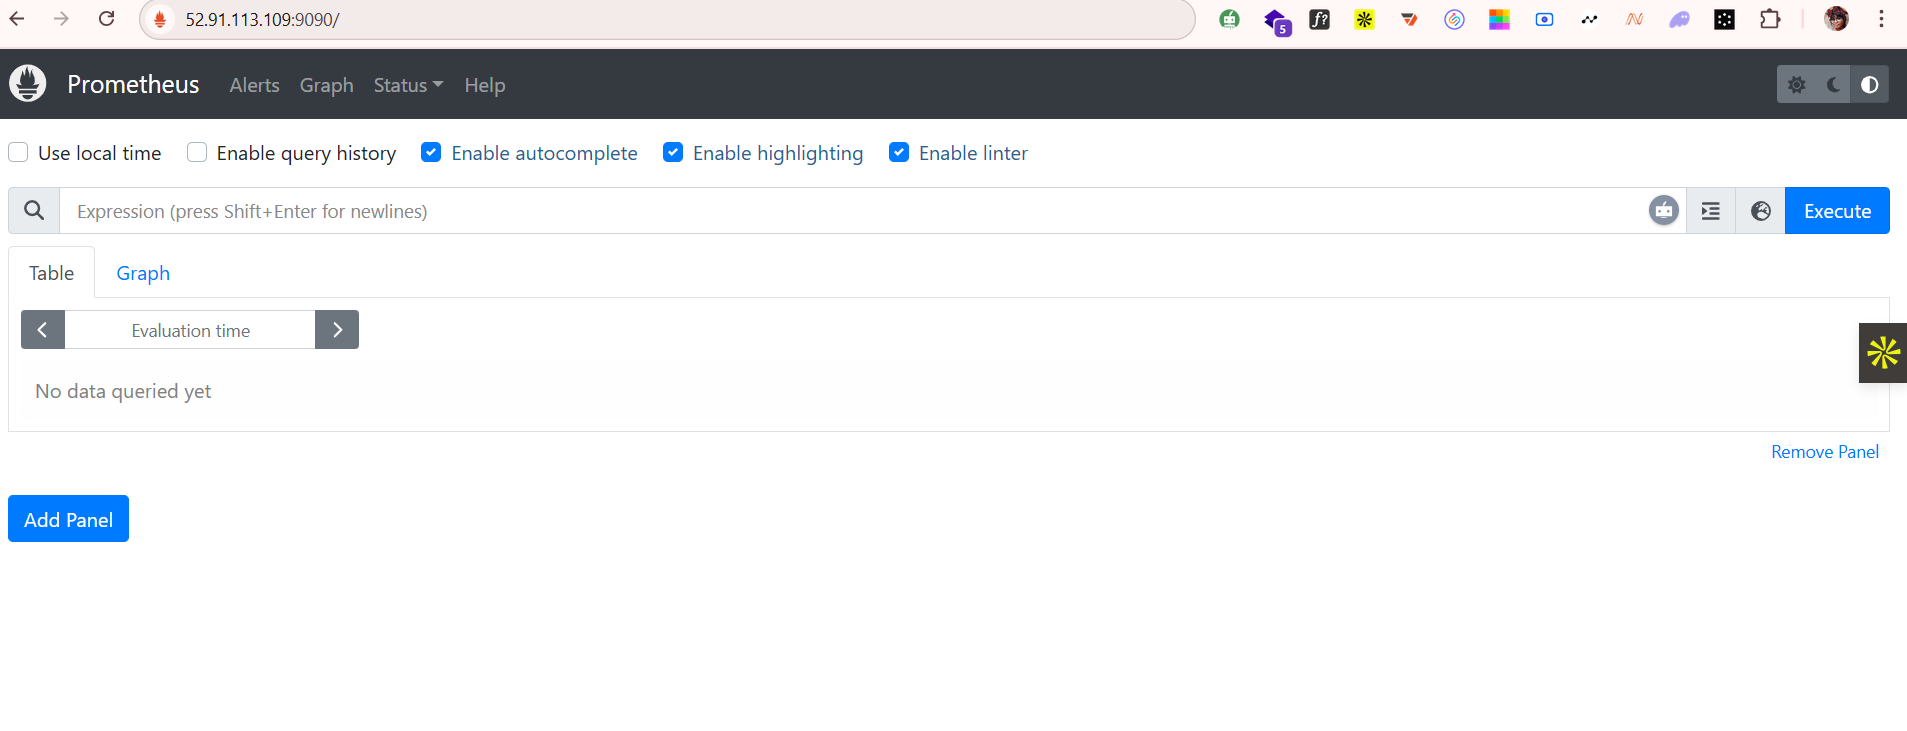 52.91.113.109:9090/
5
f?
Prometheus Alerts Graph Status Help
Use local time Enable query history Enable autocomplete Enable highlighting Enable linter
Expression (press Shift+Enter for newlines) Execute
Table Graph
Evaluation time
No data queried yet
Remove Panel
Add Panel